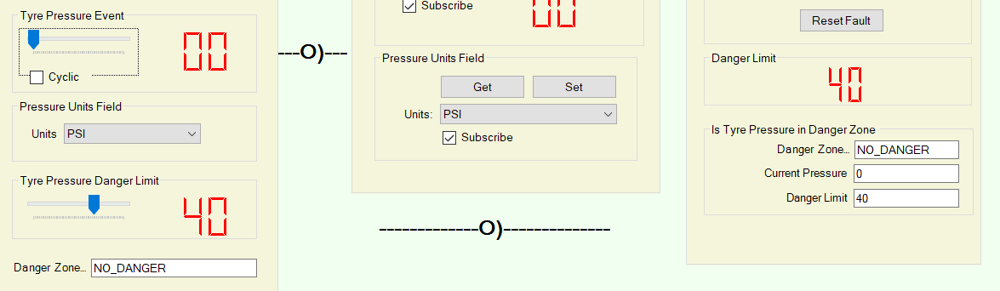 Tyre Pressure Event
00
Cyclic
Pressure Units Field
Units PSI
Tyre Pressure Danger Limit
40
Danger Zone... NO_DANGER
---O)---
Subscribe
00
Pressure Units Field
Get Set
Units: PSI
Subscribe
-------------O)--------------
Reset Fault
Danger Limit
40
Is Tyre Pressure in Danger Zone
Danger Zone... NO_DANGER
Current Pressure 0
Danger Limit 40